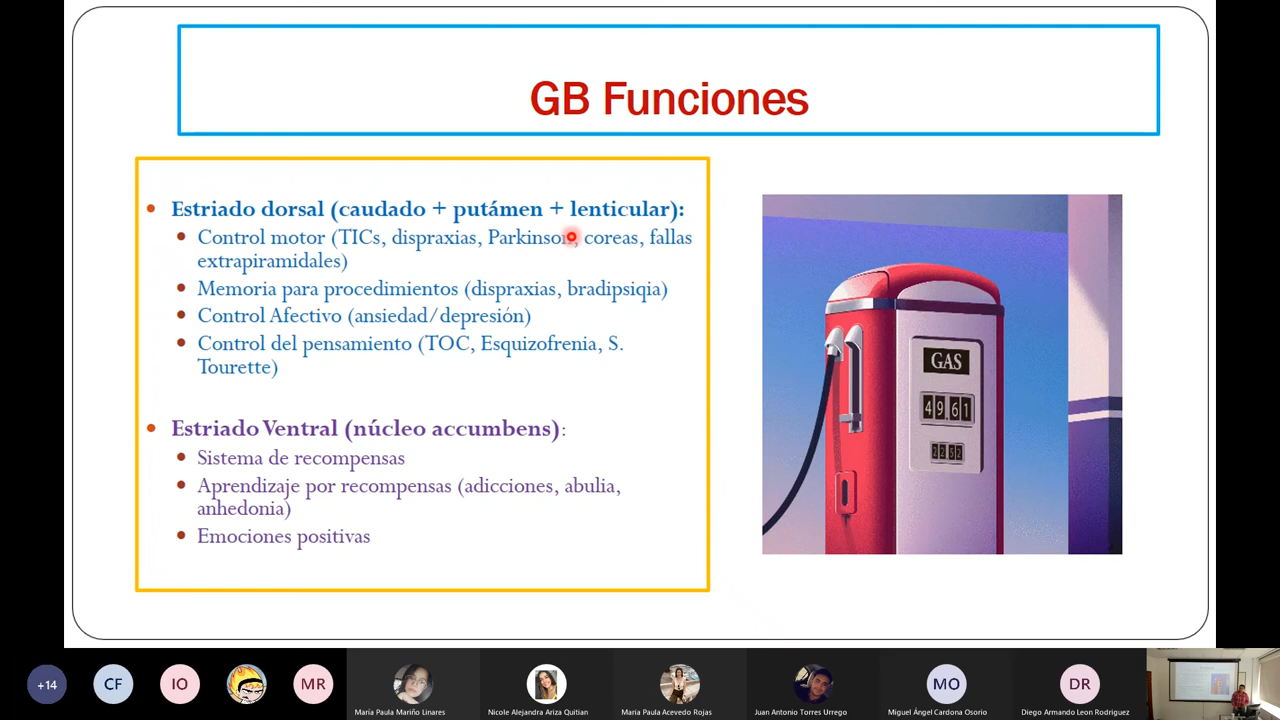 GB Funciones
Estriado dorsal (caudado + putámen + lenticular):
Control motor (TICs, dispraxias, Parkinson, coreas, fallas
extrapiramidales)
Memoria para procedimientos (dispraxias, bradipsiqia)
Control Afectivo (ansiedad/depresión)
Control del pensamiento (TOC, Esquizofrenia, S.
Tourette)
Estriado Ventral (núcleo accumbens):
Sistema de recompensas
Aprendizaje por recompensas (adicciones, abulia,
anhedonia)
Emociones positivas
GAS
4961
2252
+14
CF
IO
MR
María Paula Mariño Linares
Nicole Alejandra Ariza Quitian
Maria Paula Acevedo Rojas
Juan Antonio Torres Urrego
MO
Miguel Ángel Cardona Osorio
DR
Diego Armando Leon Rodriguez